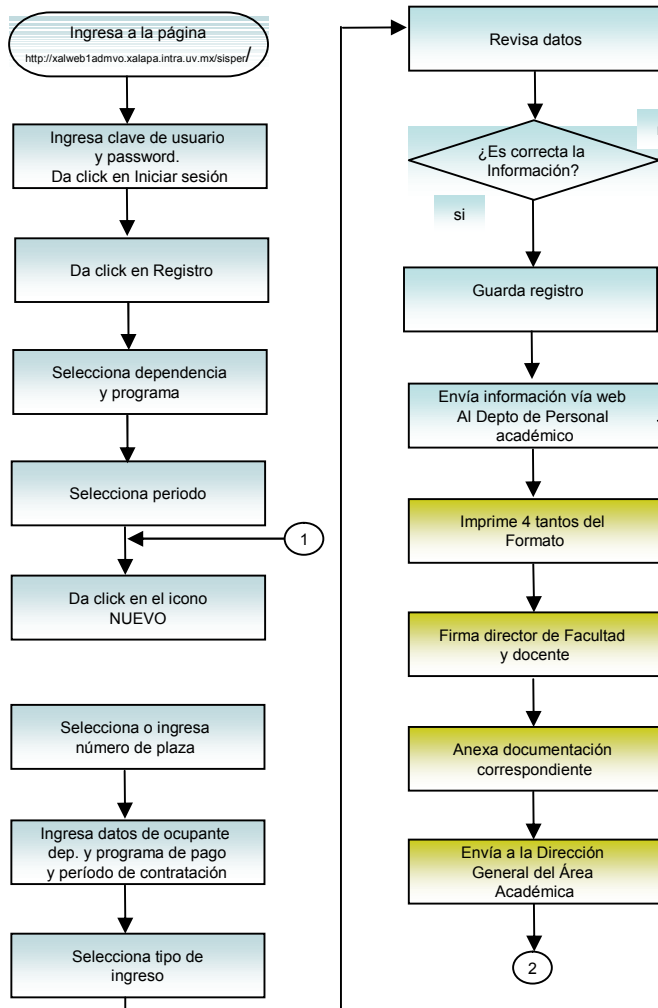 Ingresa a la página
http://xalweb1admvo.xalapa.intra.uv.mx/sisper/
Ingresa clave de usuario
y password.
Da click en Iniciar sesión
Da click en Registro
Selecciona dependencia
y programa
Selecciona periodo
1
Da click en el icono
NUEVO
Selecciona o ingresa
número de plaza
Ingresa datos de ocupante
dep. y programa de pago
y período de contratación
Selecciona tipo de
ingreso
Revisa datos
¿Es correcta la
Información?
si
Guarda registro
Envía información vía web
Al Depto de Personal
académico
Imprime 4 tantos del
Formato
Firma director de Facultad
y docente
Anexa documentación
correspondiente
Envía a la Dirección
General del Área
Académica
2